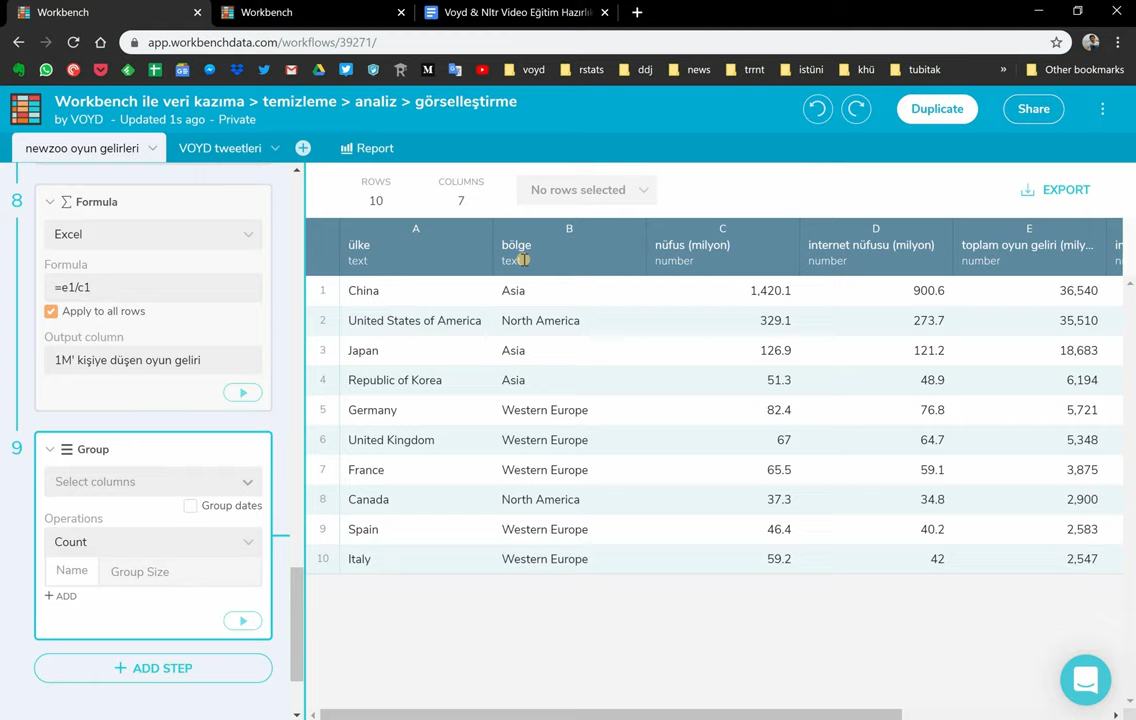 Workbench
Workbench
Voyd & Nltr Video Eğitim Hazırlı
app.workbenchdata.com/workflows/39271/
voyd rstats ddj news trrnt istüni khü tubitak » Other bookmarks
Workbench ile veri kazıma > temizleme > analiz > görselleştirme
by VOYD - Updated 1s ago - Private
Duplicate
Share
newzoo oyun gelirleri
VOYD tweetleri
Report
8
Formula
Excel
Formula
=e1/c1
Apply to all rows
Output column
1M' kişiye düşen oyun geliri
9
Group
Select columns
Group dates
Operations
Count
Name Group Size
+ ADD
+ ADD STEP
ROWS COLUMNS
10 7
No rows selected
EXPORT
A B C D E
ülke bölge nüfus (milyon) internet nüfusu (milyon) toplam oyun geliri (mily... in
text text number number number
1 China Asia 1,420.1 900.6 36,540
2 United States of America North America 329.1 273.7 35,510
3 Japan Asia 126.9 121.2 18,683
4 Republic of Korea Asia 51.3 48.9 6,194
5 Germany Western Europe 82.4 76.8 5,721
6 United Kingdom Western Europe 67 64.7 5,348
7 France Western Europe 65.5 59.1 3,875
8 Canada North America 37.3 34.8 2,900
9 Spain Western Europe 46.4 40.2 2,583
10 Italy Western Europe 59.2 42 2,547